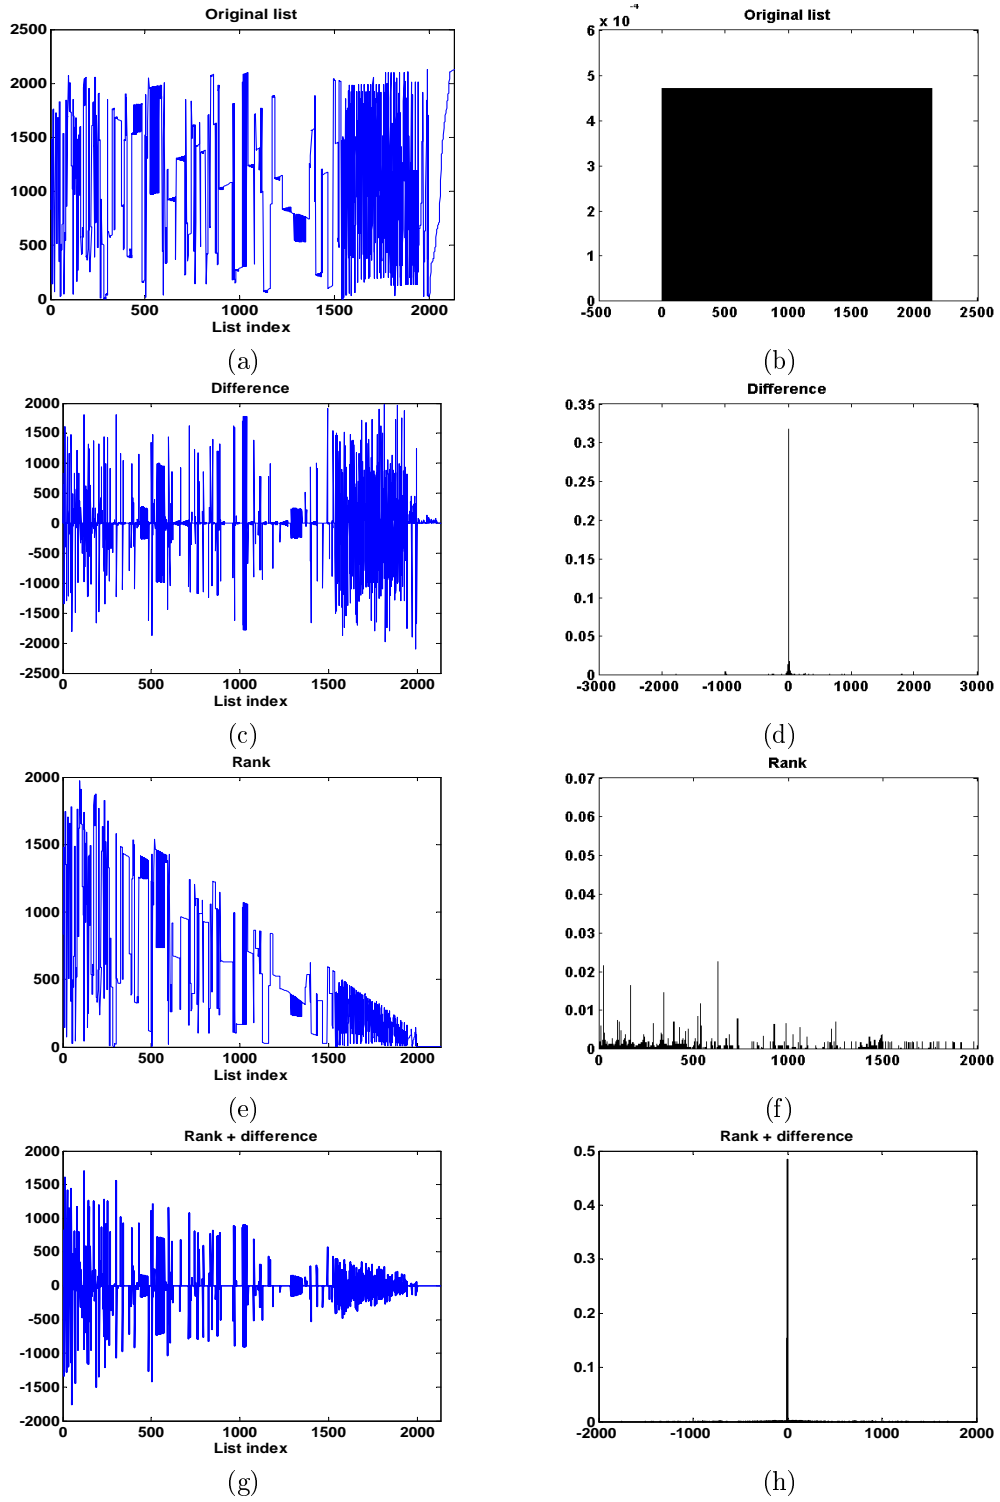 Original list
2500
2000
1500
1000
500
0
0 500 1000 1500 2000
List index
(a)
Original list
x 10 -4
6
5
4
3
2
1
0
-500 0 500 1000 1500 2000 2500
(b)
Difference
2000
1500
1000
500
0
-500
-1000
-1500
-2000
-2500
0 500 1000 1500 2000
List index
(c)
Difference
0.35
0.3
0.25
0.2
0.15
0.1
0.05
0
-3000 -2000 -1000 0 1000 2000 3000
(d)
Rank
2000
1500
1000
500
0
0 500 1000 1500 2000
List index
(e)
Rank
0.07
0.06
0.05
0.04
0.03
0.02
0.01
0
0 500 1000 1500 2000
(f)
Rank + difference
2000
1500
1000
500
0
-500
-1000
-1500
-2000
0 500 1000 1500 2000
List index
(g)
Rank + difference
0.5
0.4
0.3
0.2
0.1
0
-2000 -1000 0 1000 2000
(h)